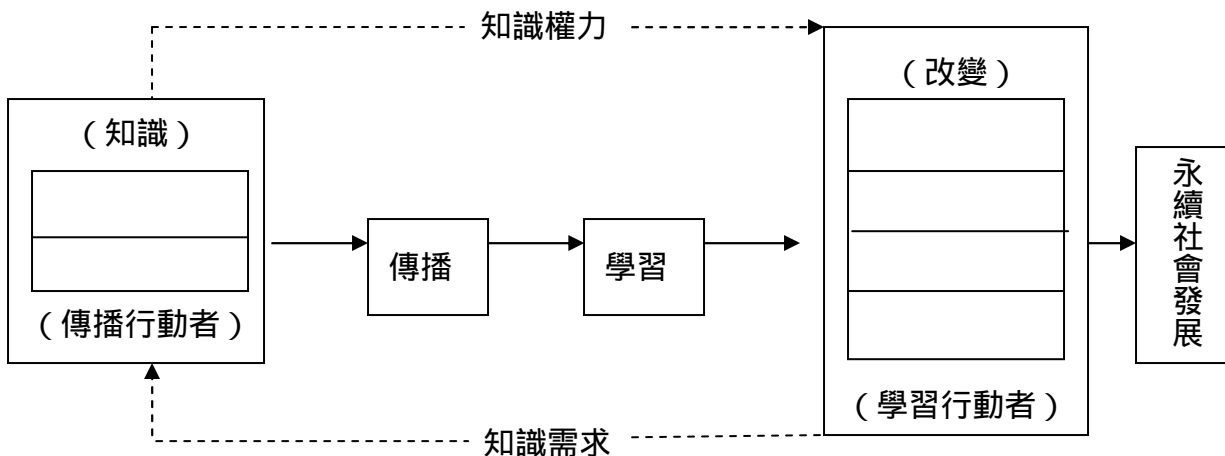 知識權力
（改變）
（知識）
（傳播行動者）
傳播
學習
（學習行動者）
永續社會發展
知識需求